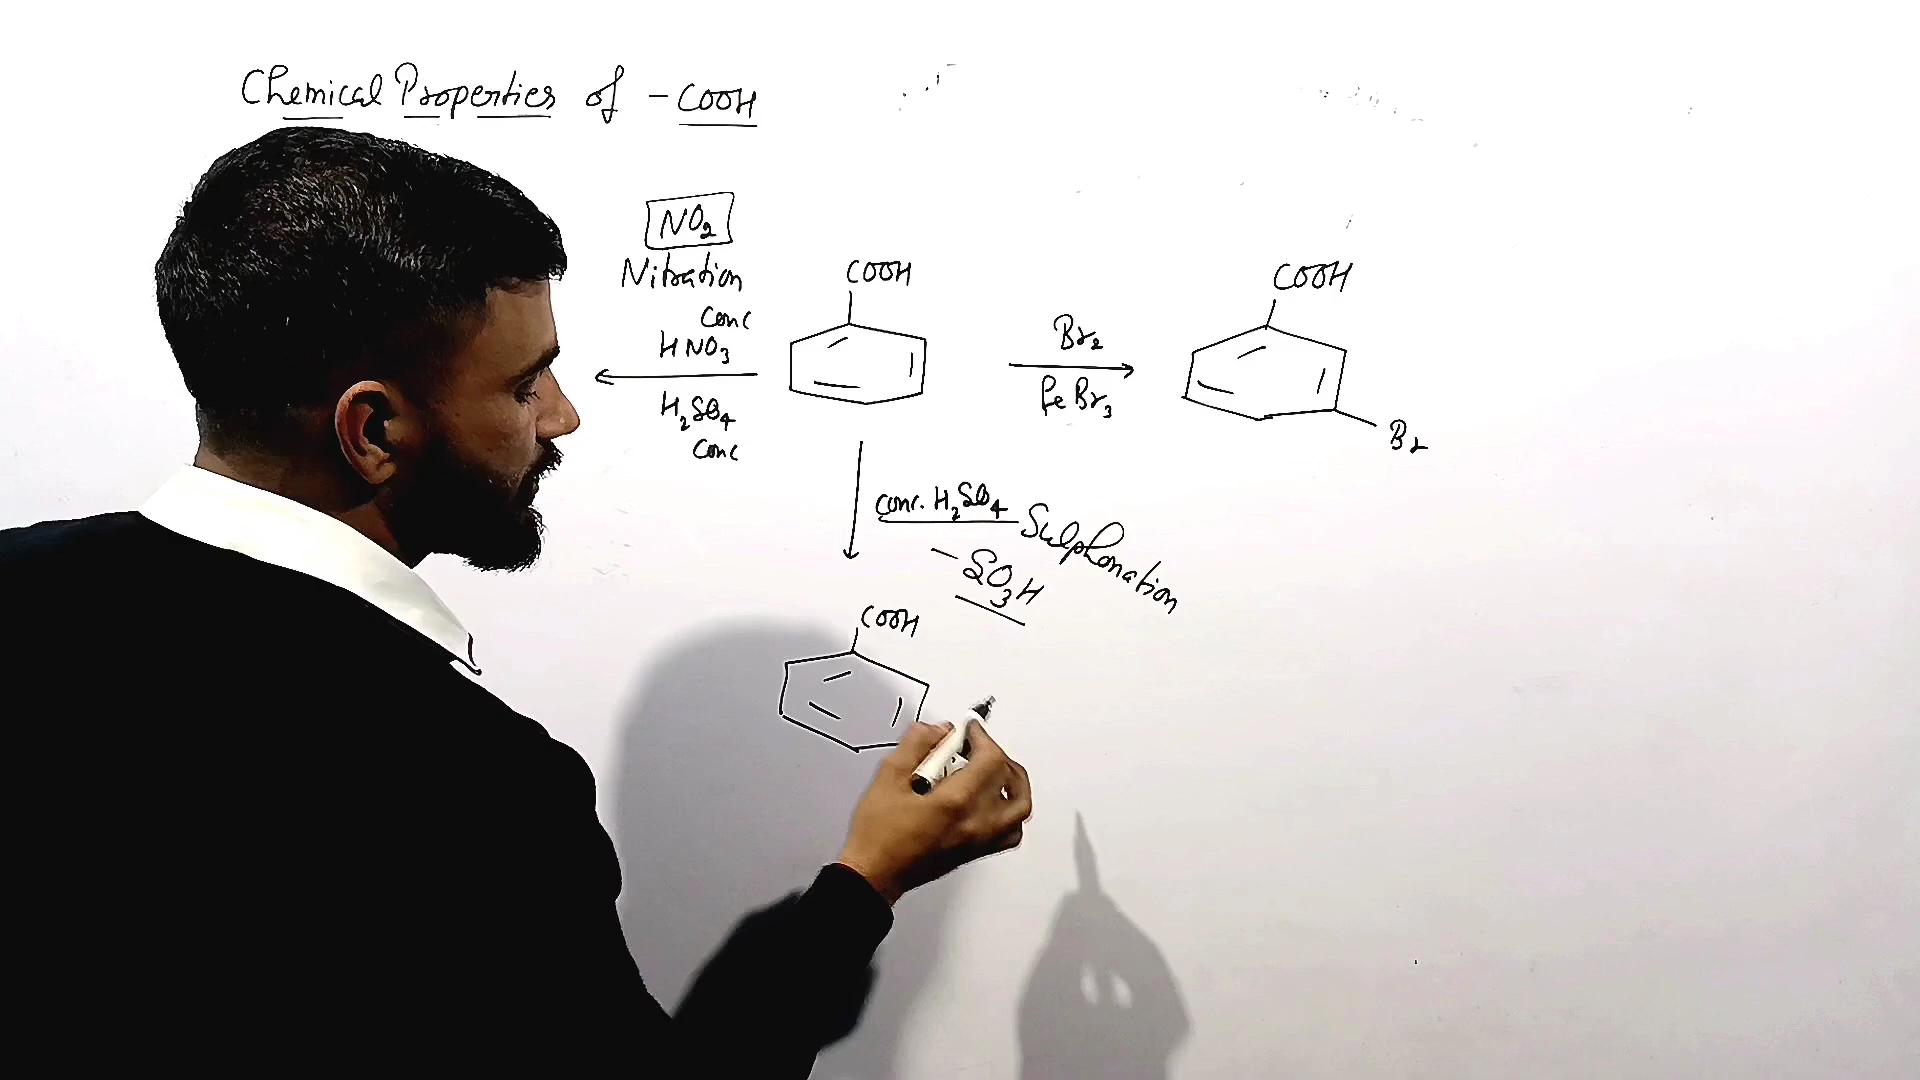 Chemical Properties of - COOH
NO₂
Nitration
conc
HNO₃
H₂SO₄
conc
COOH
Br₂
FeBr₃
COOH
Br
conc. H₂SO₄
Sulphonation
- SO₃H
COOH